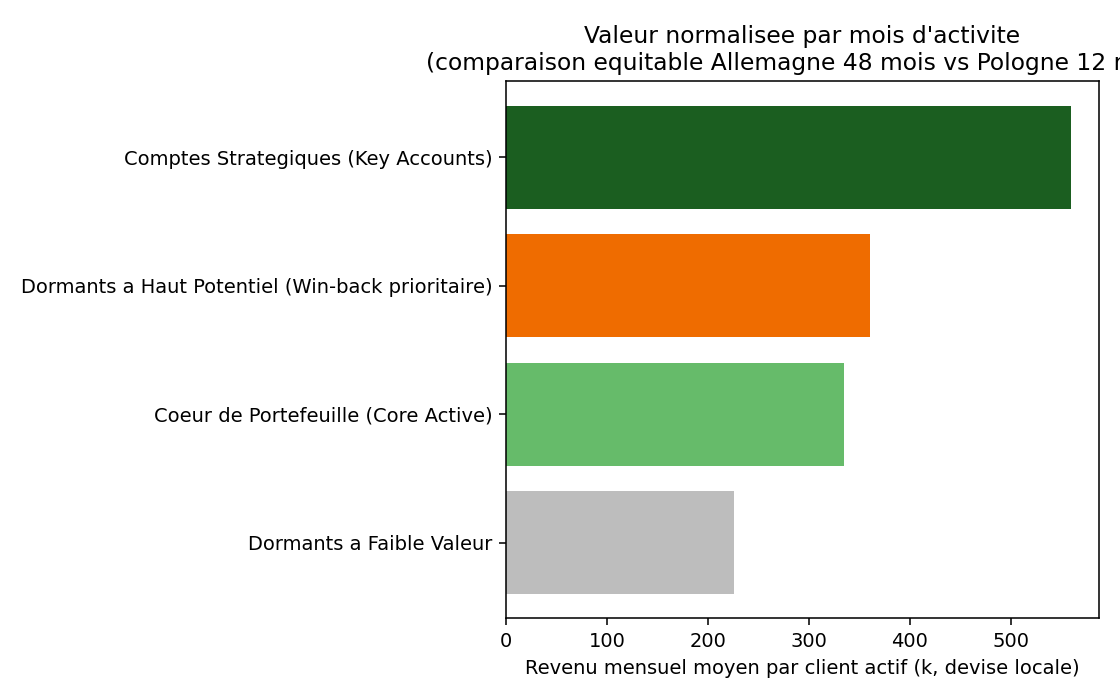 Valeur normalisee par mois d'activite
(comparaison equitable Allemagne 48 mois vs Pologne 12
Comptes Strategiques (Key Accounts)
Dormants a Haut Potentiel (Win-back prioritaire)
Coeur de Portefeuille (Core Active)
Dormants a Faible Valeur
0 100 200 300 400 500
Revenu mensuel moyen par client actif (k, devise locale)